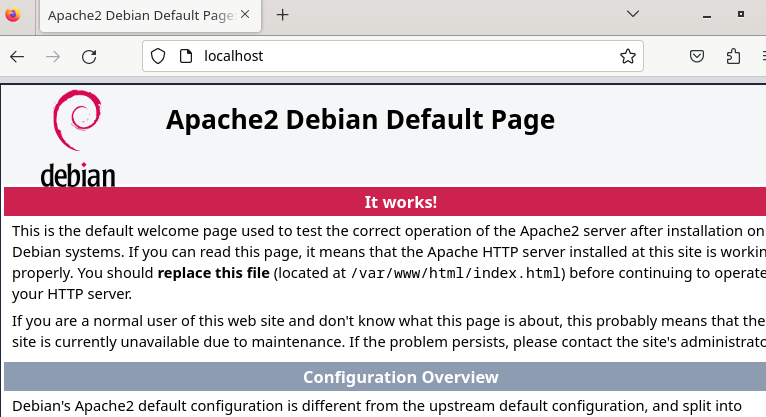 Apache2 Debian Default Page
localhost
debian
Apache2 Debian Default Page
It works!
This is the default welcome page used to test the correct operation of the Apache2 server after installation on
Debian systems. If you can read this page, it means that the Apache HTTP server installed at this site is workin
properly. You should replace this file (located at /var/www/html/index.html) before continuing to operate
your HTTP server.
If you are a normal user of this web site and don't know what this page is about, this probably means that the
site is currently unavailable due to maintenance. If the problem persists, please contact the site's administrato
Configuration Overview
Debian's Apache2 default configuration is different from the upstream default configuration, and split into